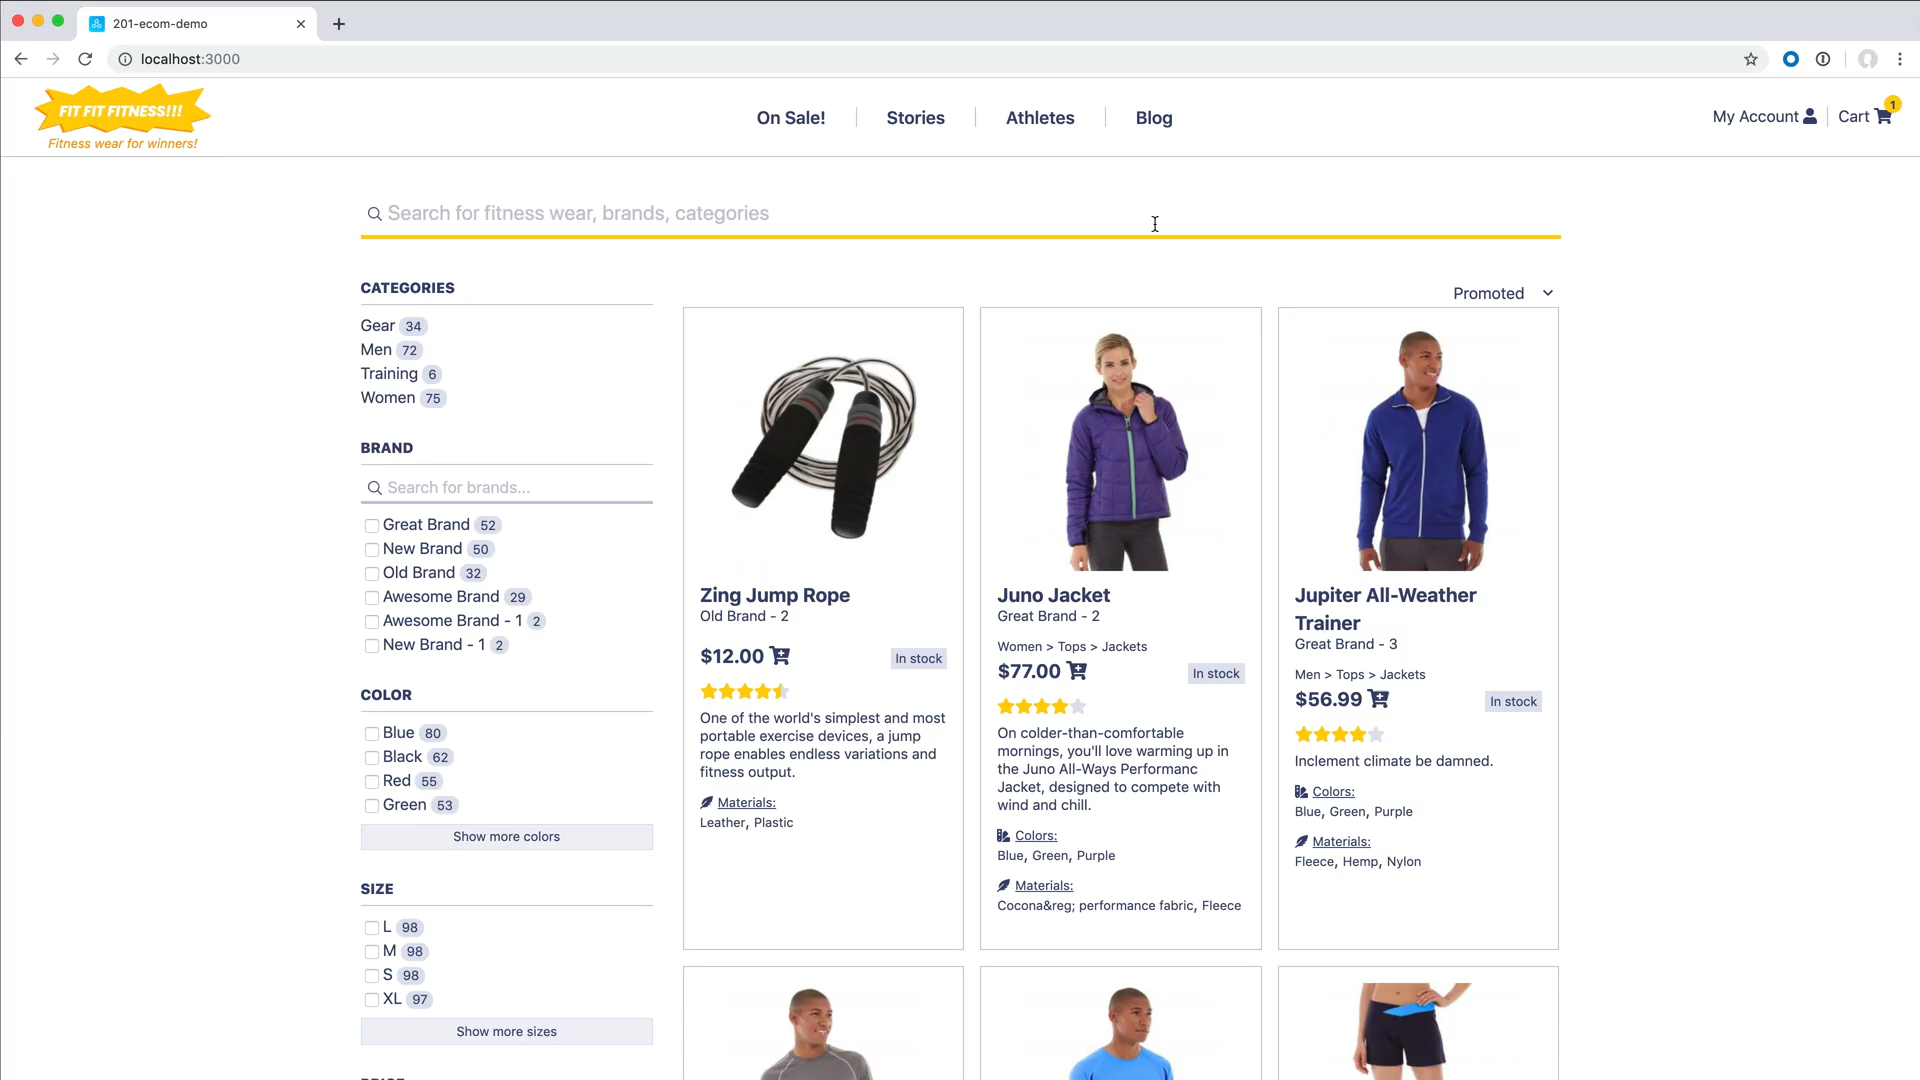 201-ecom-demo
localhost:3000
FIT FIT FITNESS!!!
Fitness wear for winners!
On Sale!
Stories
Athletes
Blog
My Account
Cart
1
Search for fitness wear, brands, categories
CATEGORIES
Gear 34
Men 72
Training 6
Women 75
BRAND
Search for brands...
Great Brand 52
New Brand 50
Old Brand 32
Awesome Brand 29
Awesome Brand - 1 2
New Brand - 1 2
COLOR
Blue 80
Black 62
Red 55
Green 53
Show more colors
SIZE
L 98
M 98
S 98
XL 97
Show more sizes
Promoted
Zing Jump Rope
Old Brand - 2
$12.00
In stock
One of the world's simplest and most
portable exercise devices, a jump
rope enables endless variations and
fitness output.
Materials:
Leather, Plastic
Juno Jacket
Great Brand - 2
Women > Tops > Jackets
$77.00
In stock
On colder-than-comfortable
mornings, you'll love warming up in
the Juno All-Ways Performanc
Jacket, designed to compete with
wind and chill.
Colors:
Blue, Green, Purple
Materials:
Cocona&reg; performance fabric, Fleece
Jupiter All-Weather
Trainer
Great Brand - 3
Men > Tops > Jackets
$56.99
In stock
Inclement climate be damned.
Colors:
Blue, Green, Purple
Materials:
Fleece, Hemp, Nylon